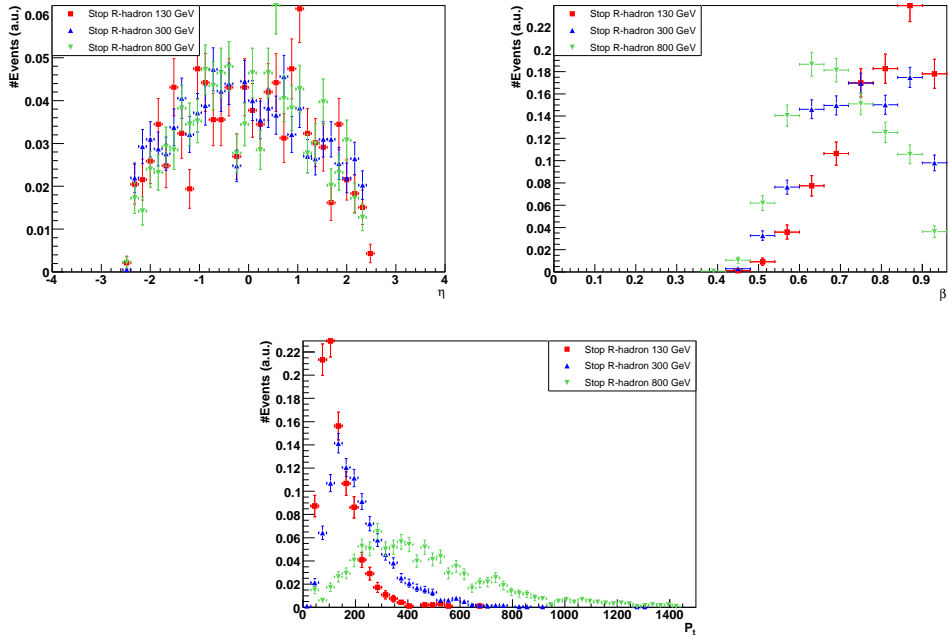 #Events (a.u.)
Stop R-hadron 130 GeV
Stop R-hadron 300 GeV
Stop R-hadron 800 GeV
0.06
0.05
0.04
0.03
0.02
0.01
0
-4 -3 -2 -1 0 1 2 3 4
η
#Events (a.u.)
Stop R-hadron 130 GeV
Stop R-hadron 300 GeV
Stop R-hadron 800 GeV
0.22
0.2
0.18
0.16
0.14
0.12
0.1
0.08
0.06
0.04
0.02
0
0 0.1 0.2 0.3 0.4 0.5 0.6 0.7 0.8 0.9
β
#Events (a.u.)
Stop R-hadron 130 GeV
Stop R-hadron 300 GeV
Stop R-hadron 800 GeV
0.22
0.2
0.18
0.16
0.14
0.12
0.1
0.08
0.06
0.04
0.02
0
0 200 400 600 800 1000 1200 1400
Pt